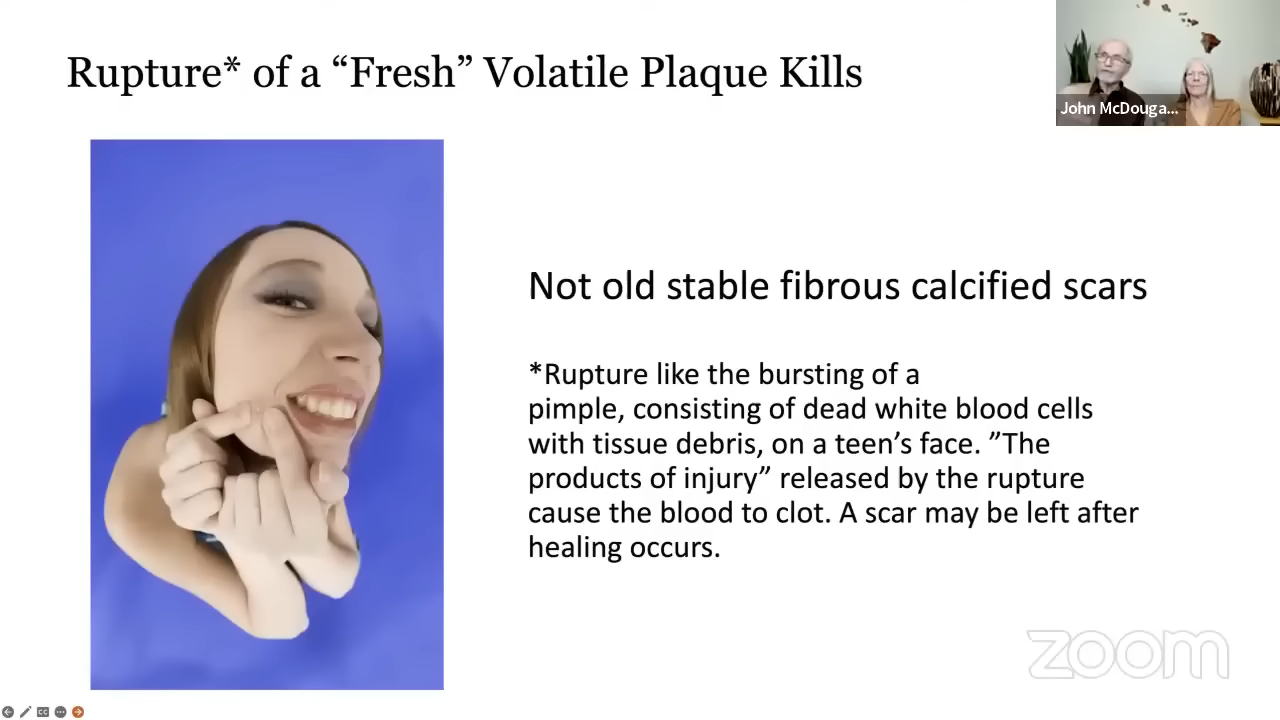 Rupture* of a “Fresh” Volatile Plaque Kills
John McDouga...
Not old stable fibrous calcified scars
*Rupture like the bursting of a
pimple, consisting of dead white blood cells
with tissue debris, on a teen’s face. ”The
products of injury” released by the rupture
cause the blood to clot. A scar may be left after
healing occurs.
zoom
CC